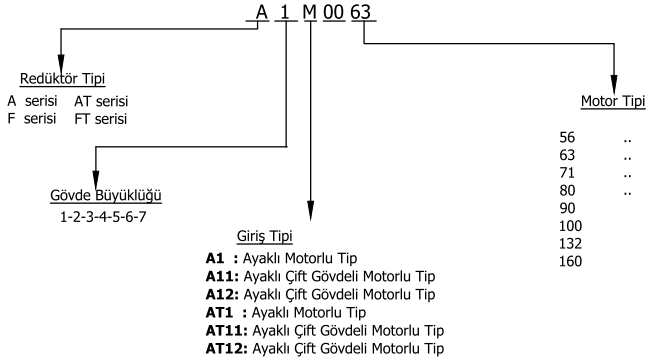 A 1 M 00 63
Redüktör Tipi
A serisi AT serisi
F serisi FT serisi
Gövde Büyüklüğü
1-2-3-4-5-6-7
Giriş Tipi
A1 : Ayaklı Motorlu Tip
A11: Ayaklı Çift Gövdeli Motorlu Tip
A12: Ayaklı Çift Gövdeli Motorlu Tip
AT1 : Ayaklı Motorlu Tip
AT11: Ayaklı Çift Gövdeli Motorlu Tip
AT12: Ayaklı Çift Gövdeli Motorlu Tip
Motor Tipi
56 ..
63 ..
71 ..
80 ..
90
100
132
160